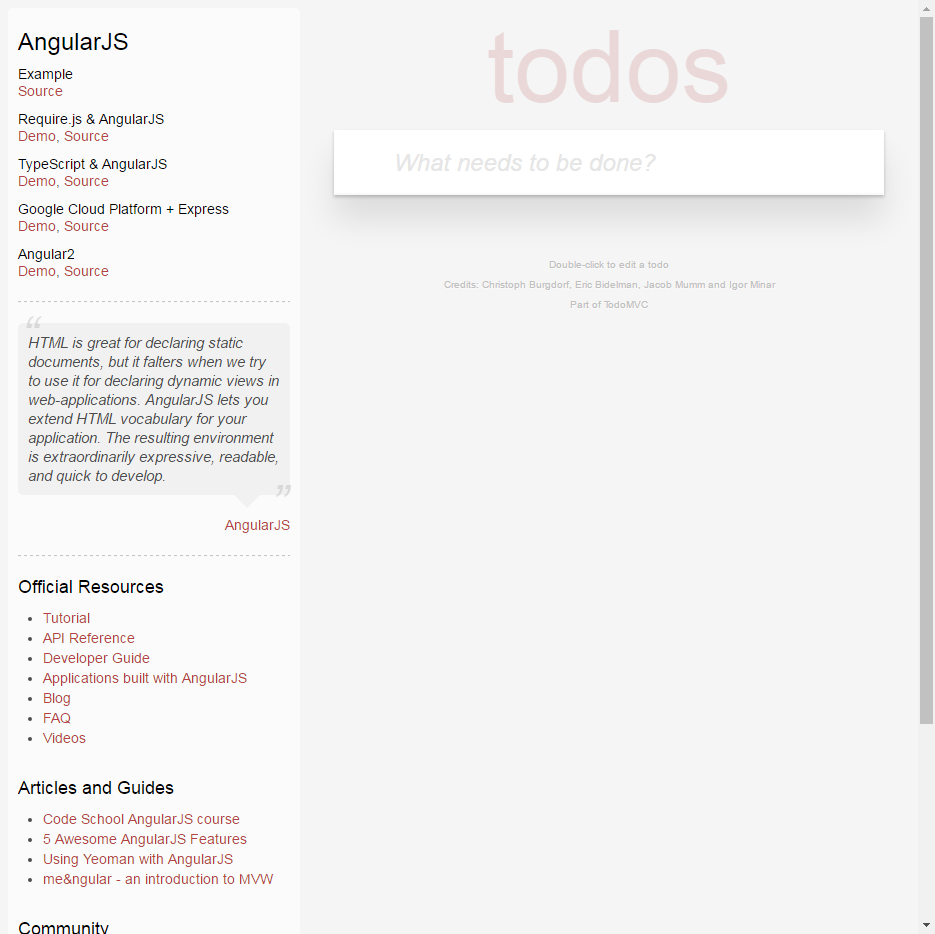 AngularJS
Example
Source
Require.js & AngularJS
Demo, Source
TypeScript & AngularJS
Demo, Source
Google Cloud Platform + Express
Demo, Source
Angular2
Demo, Source
“
HTML is great for declaring static
documents, but it falters when we try
to use it for declaring dynamic views in
web-applications. AngularJS lets you
extend HTML vocabulary for your
application. The resulting environment
is extraordinarily expressive, readable,
and quick to develop.
”
AngularJS
Official Resources
• Tutorial
• API Reference
• Developer Guide
• Applications built with AngularJS
• Blog
• FAQ
• Videos
Articles and Guides
• Code School AngularJS course
• 5 Awesome AngularJS Features
• Using Yeoman with AngularJS
• me&ngular - an introduction to MVW
Community
todos
What needs to be done?
Double-click to edit a todo
Credits: Christoph Burgdorf, Eric Bidelman, Jacob Mumm and Igor Minar
Part of TodoMVC